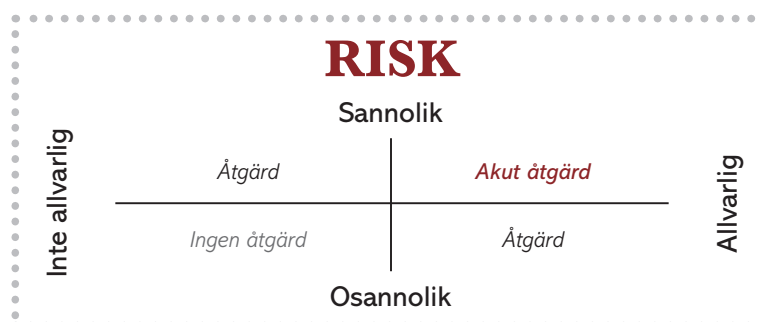 RISK
Sannolik
Inte allvarlig
Åtgärd
Akut åtgärd
Allvarlig
Ingen åtgärd
Åtgärd
Osannolik